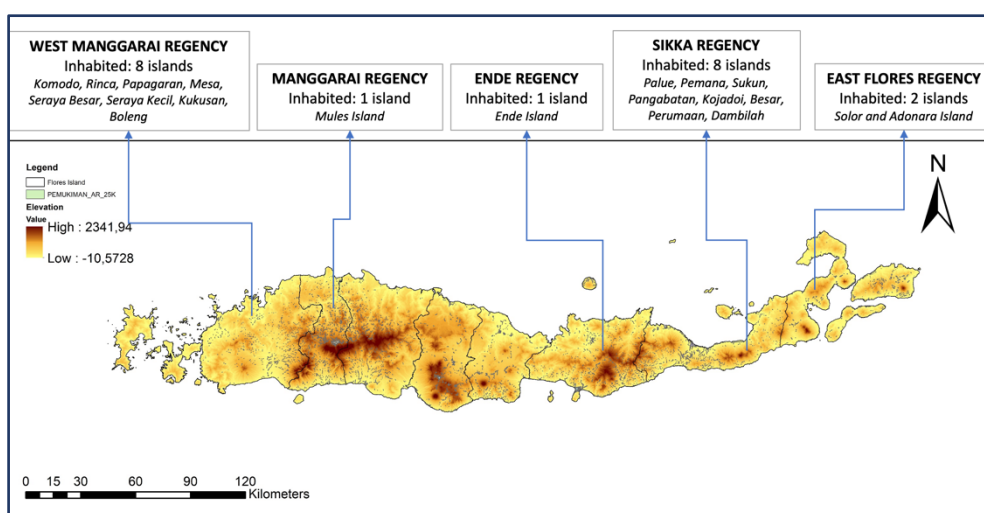 WEST MANGGARAI REGENCY
Inhabited: 8 islands
Komodo, Rinca, Papagaran, Mesa,
Seraya Besar, Seraya Kecil, Kukusan,
Boleng
MANGGARAI REGENCY
Inhabited: 1 island
Mules Island
ENDE REGENCY
Inhabited: 1 island
Ende Island
SIKKA REGENCY
Inhabited: 8 islands
Palue, Pemana, Sukun,
Pangabatan, Kojadoi, Besar,
Perumaan, Dambilah
EAST FLORES REGENCY
Inhabited: 2 islands
Solor and Adonara Island
Legend
Flores Island
PEMUKIMAN_AR_25K
Elevation
Value
High : 2341,94
Low : -10,5728
N
0 15 30 60 90 120
Kilometers